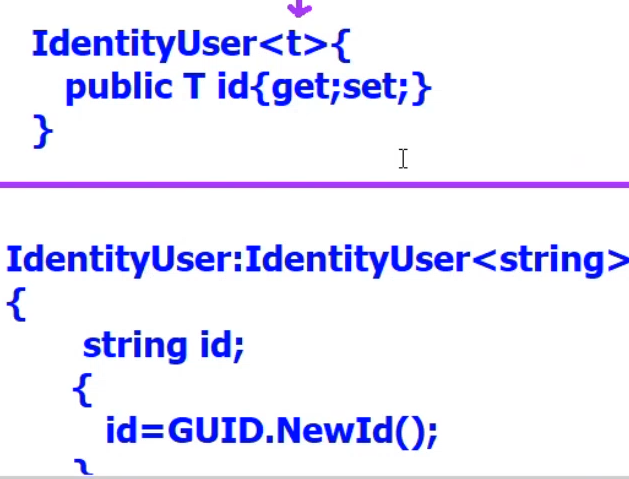 IdentityUser<t>{
public T id{get;set;}
}
IdentityUser:IdentityUser<string>
{
string id;
{
id=GUID.NewId();
}